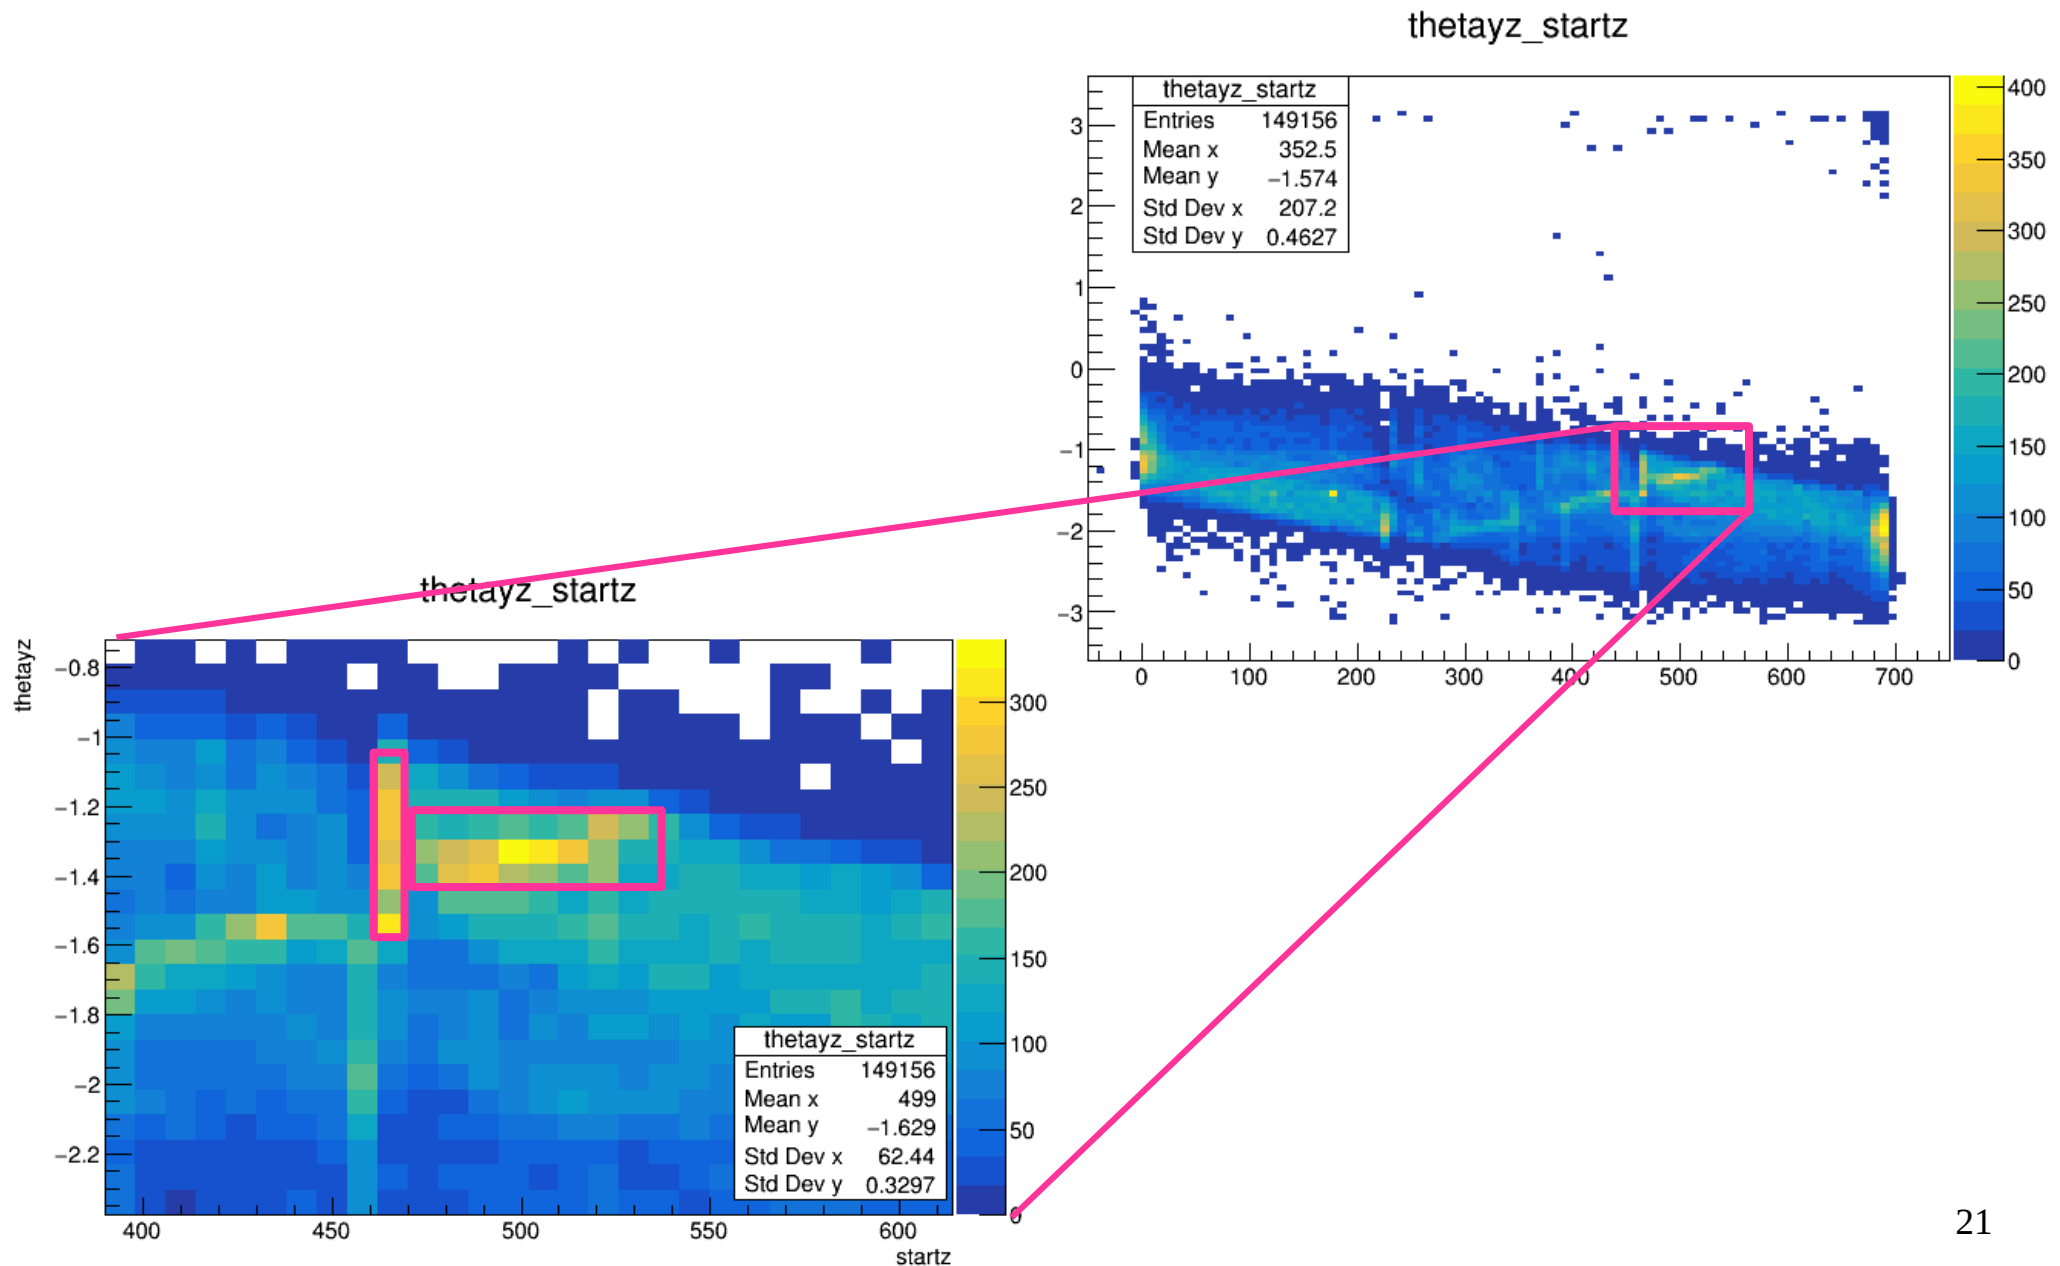 thetayz_startz
thetayz_startz
Entries 149156
Mean x 352.5
Mean y −1.574
Std Dev x 207.2
Std Dev y 0.4627
3
2
1
0
−1
−2
−3
0 100 200 300 400 500 600 700
400
350
300
250
200
150
100
50
0
thetayz_startz
thetayz
−0.8
−1
−1.2
−1.4
−1.6
−1.8
−2
−2.2
thetayz_startz
Entries 149156
Mean x 499
Mean y −1.629
Std Dev x 62.44
Std Dev y 0.3297
400 450 500 550 600
startz
300
250
200
150
100
50
0
21